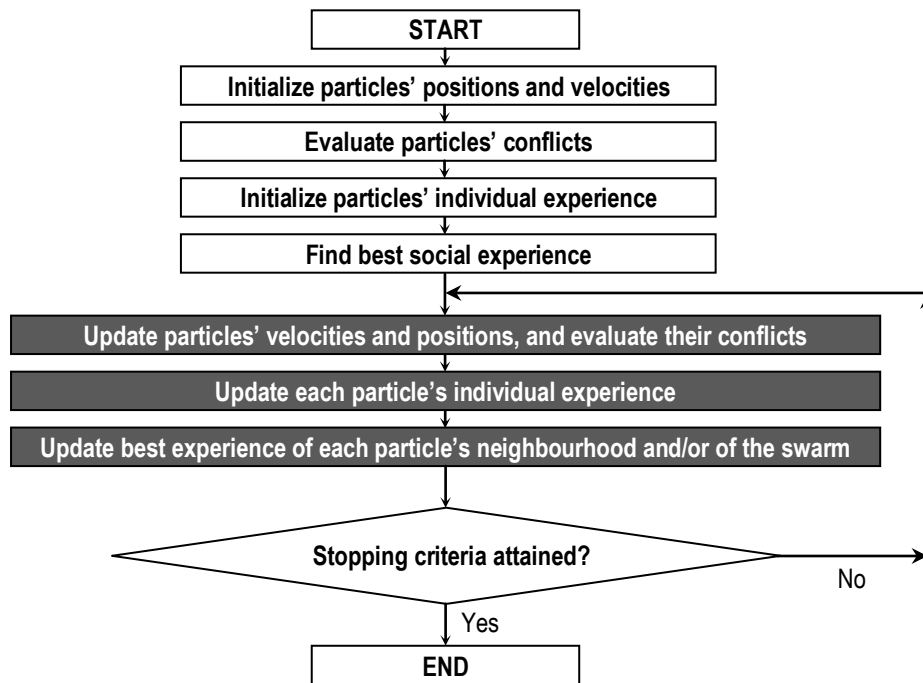 START
Initialize particles’ positions and velocities
Evaluate particles’ conflicts
Initialize particles’ individual experience
Find best social experience
Update particles’ velocities and positions, and evaluate their conflicts
Update each particle’s individual experience
Update best experience of each particle’s neighbourhood and/or of the swarm
Stopping criteria attained?
No
Yes
END